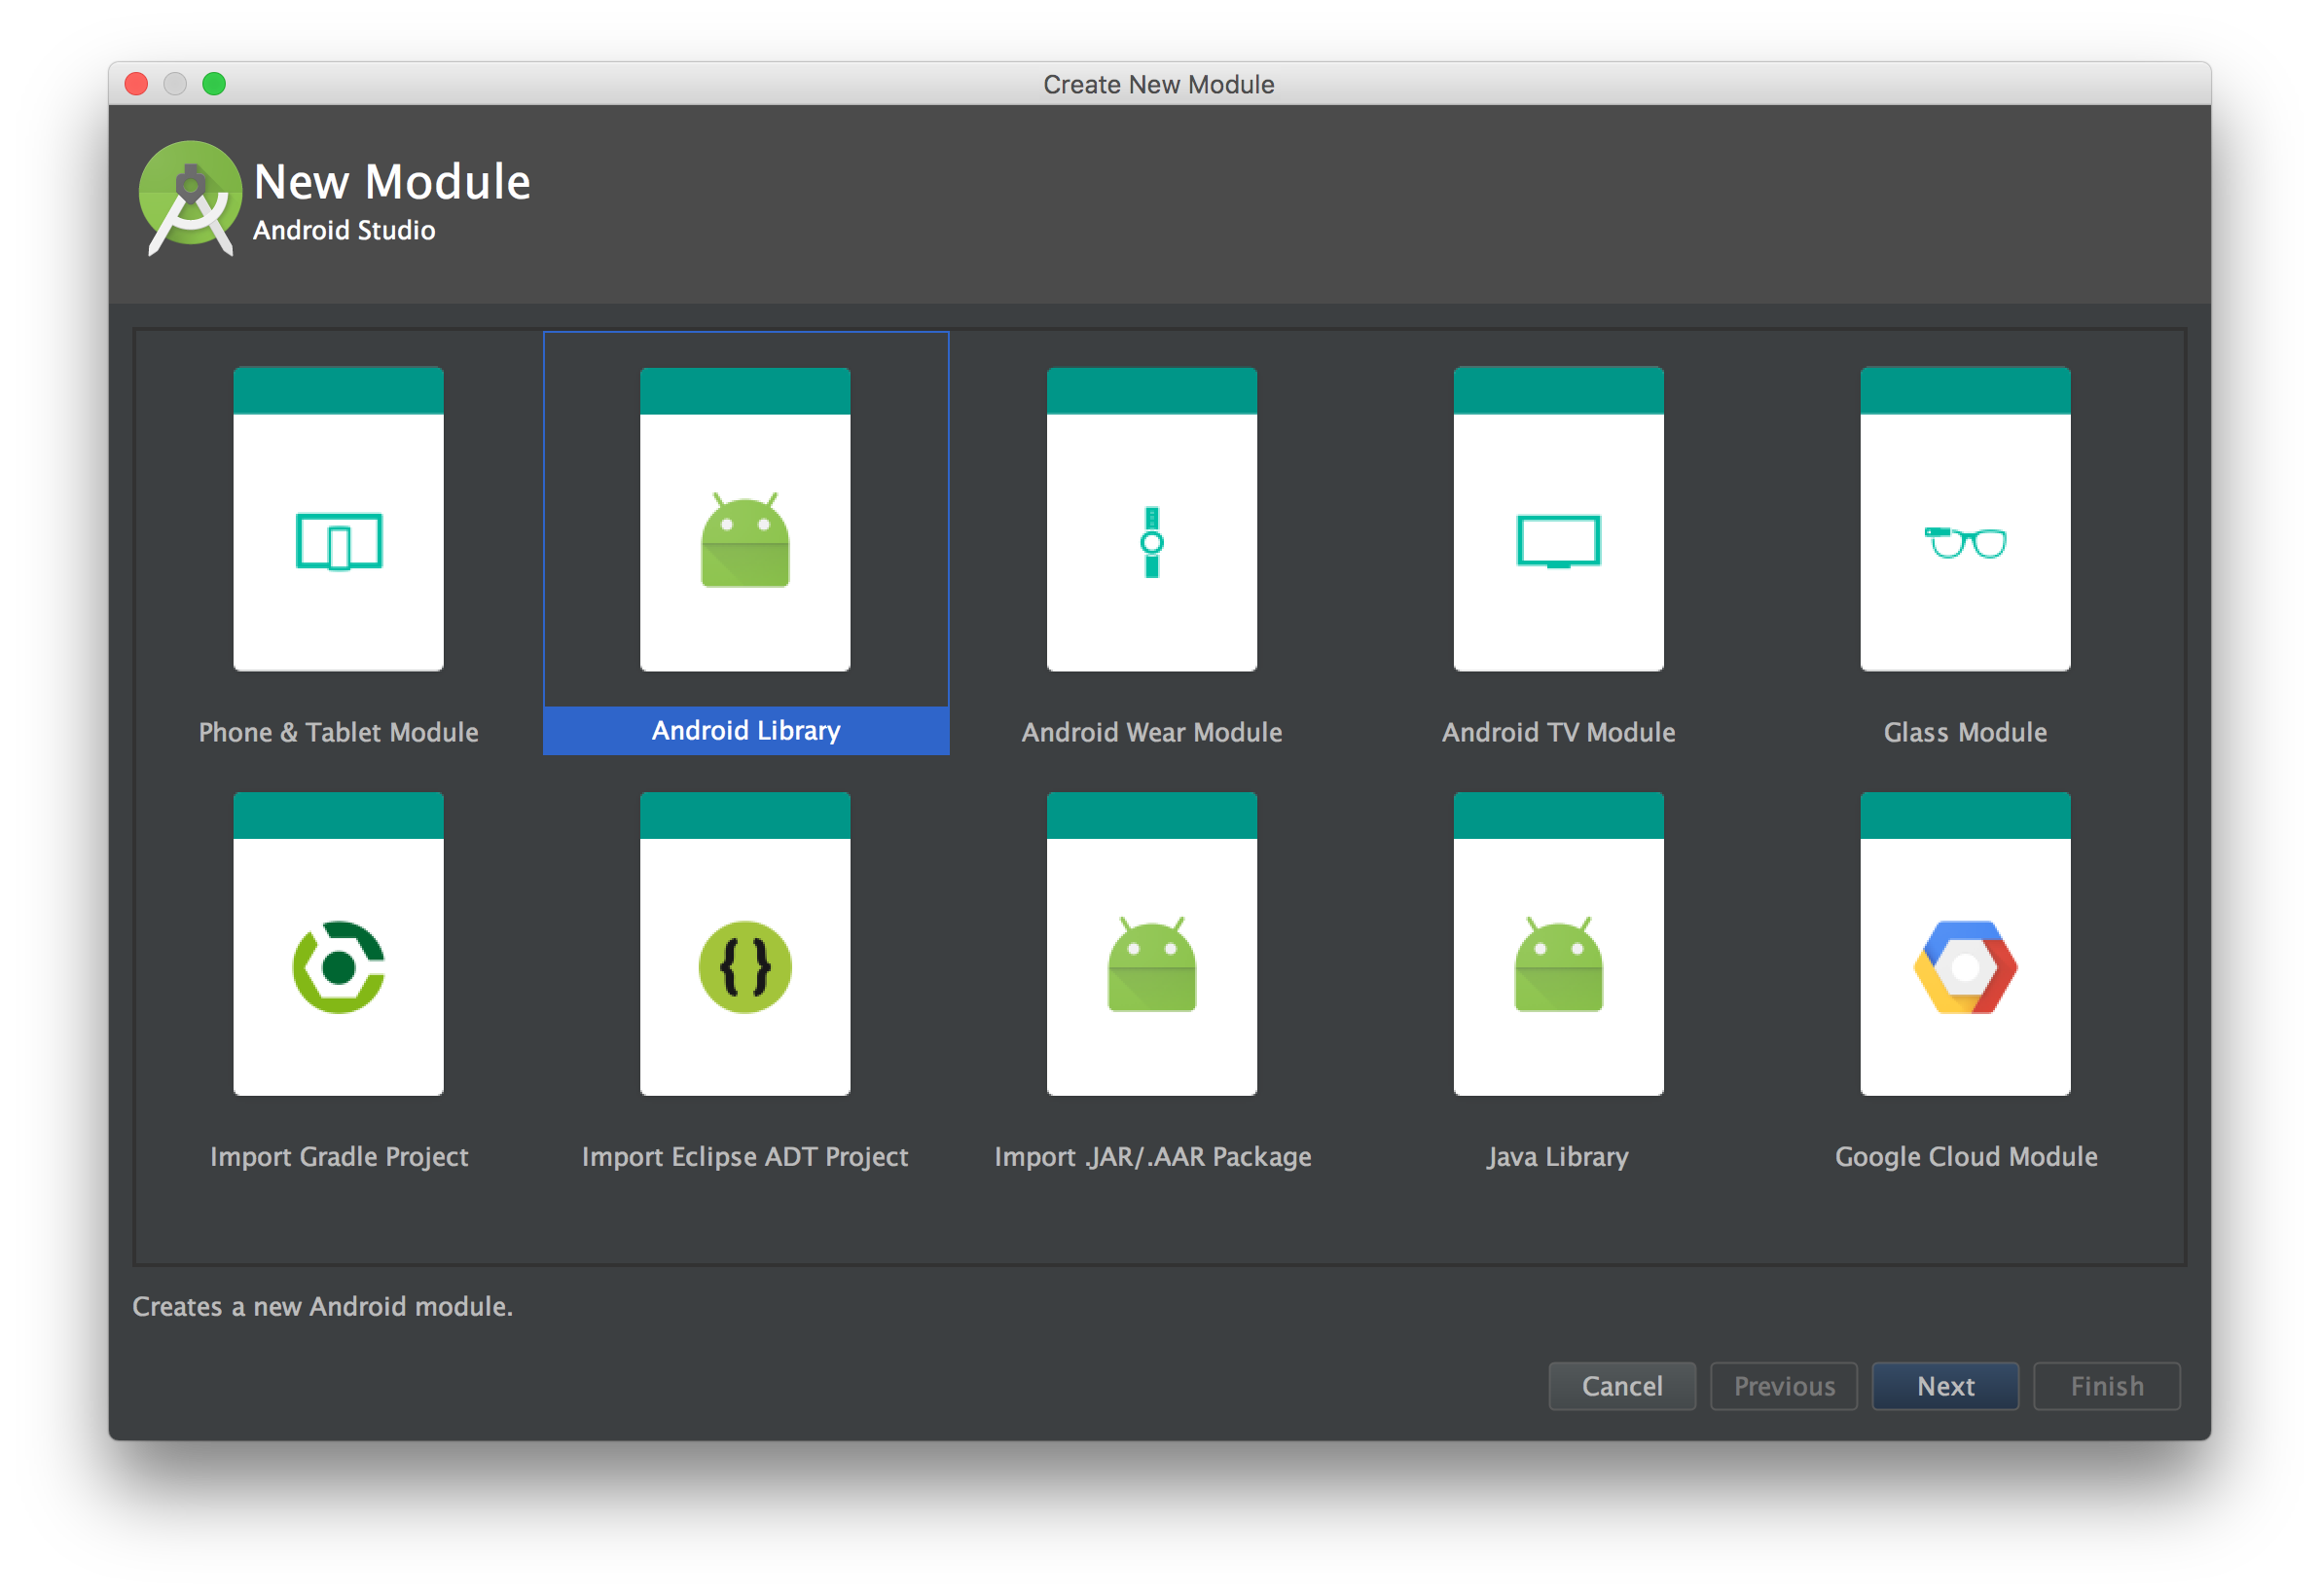 Create New Module
New Module
Android Studio
Phone & Tablet Module
Android Library
Android Wear Module
Android TV Module
Glass Module
Import Gradle Project
Import Eclipse ADT Project
Import .JAR/.AAR Package
Java Library
Google Cloud Module
Creates a new Android module.
Cancel
Previous
Next
Finish